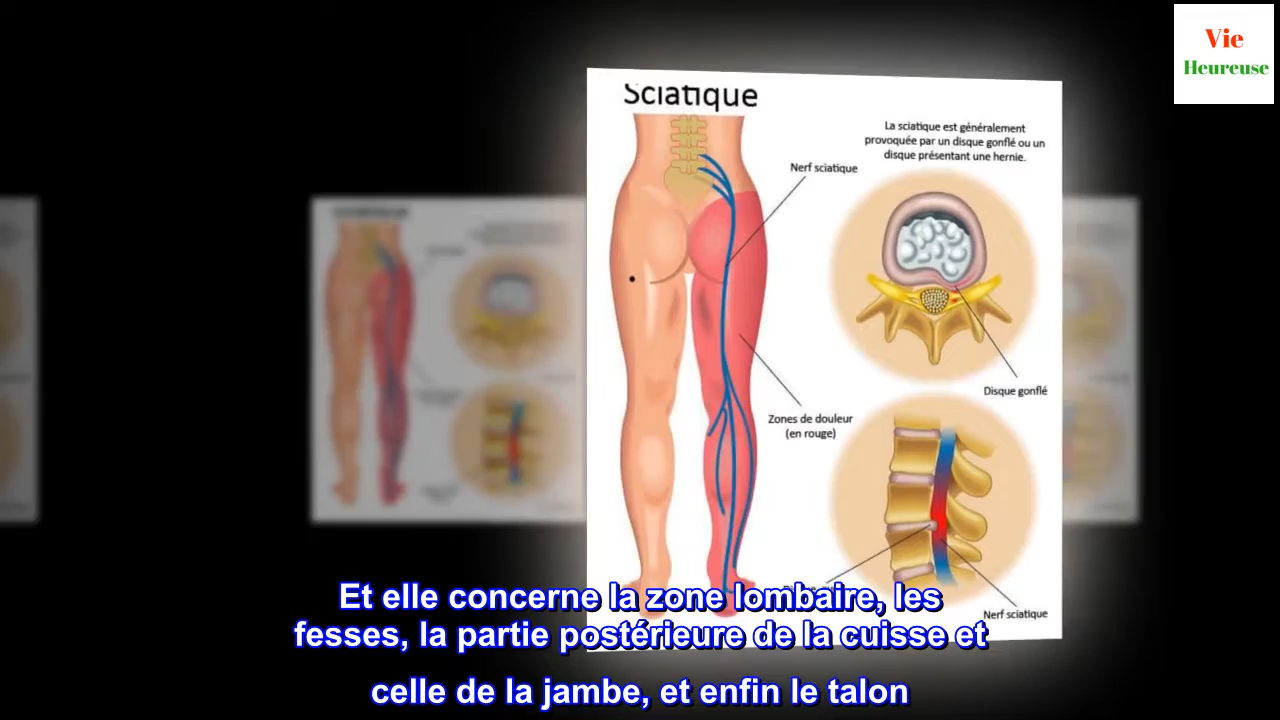 Vie
Heureuse
Sciatique
La sciatique est généralement
provoquée par un disque gonflé ou un
disque présentant une hernie.
Nerf sciatique
Disque gonflé
Zones de douleur
(en rouge)
Nerf sciatique
Et elle concerne la zone lombaire, les
fesses, la partie postérieure de la cuisse et
celle de la jambe, et enfin le talon